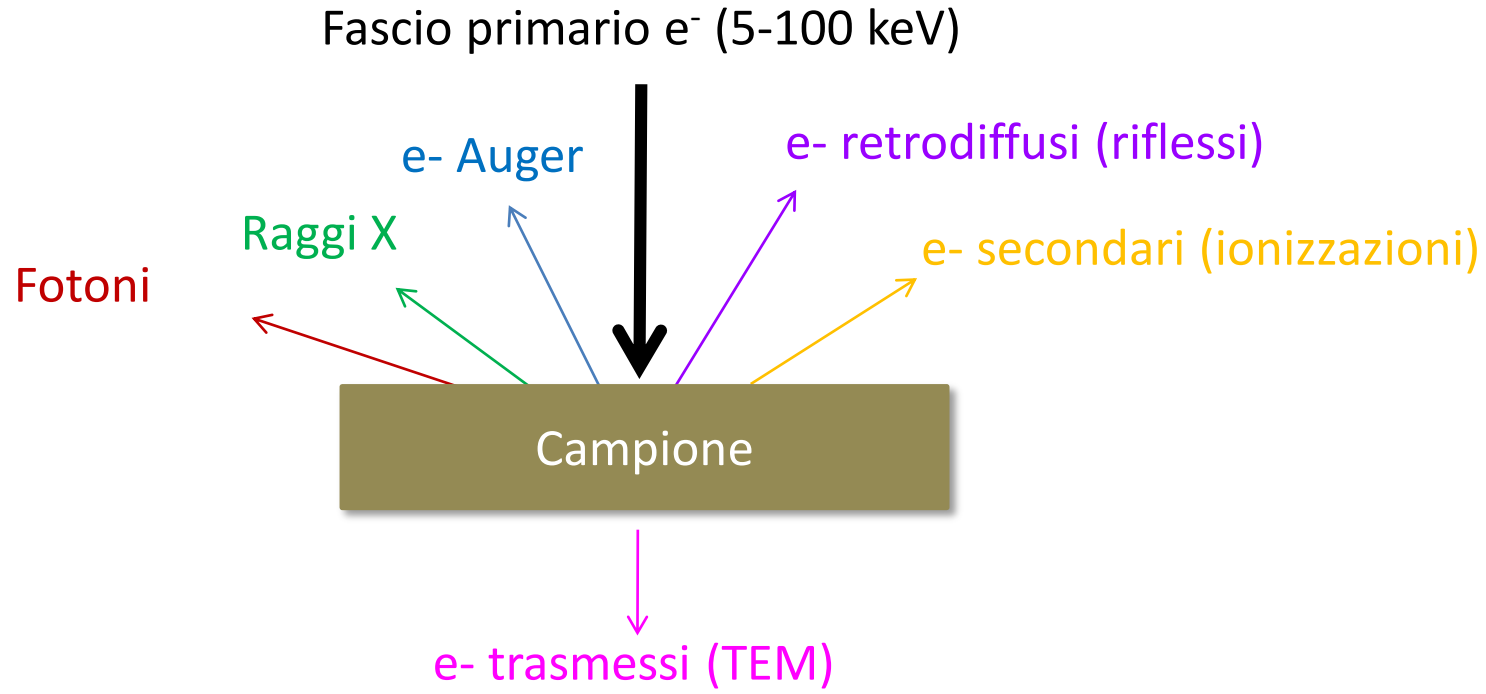 Fascio primario e⁻ (5-100 keV)
e- Auger
e- retrodiffusi (riflessi)
Raggi X
e- secondari (ionizzazioni)
Fotoni
Campione
e- trasmessi (TEM)